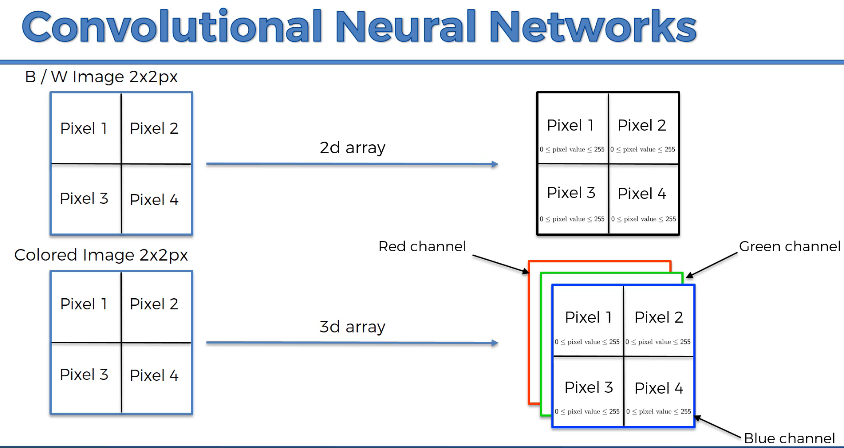 Convolutional Neural Networks
B / W Image 2x2px
Pixel 1 Pixel 2
Pixel 3 Pixel 4
2d array
Pixel 1 Pixel 2
0 ≤ pixel value ≤ 255 0 ≤ pixel value ≤ 255
Pixel 3 Pixel 4
0 ≤ pixel value ≤ 255 0 ≤ pixel value ≤ 255
Colored Image 2x2px
Pixel 1 Pixel 2
Pixel 3 Pixel 4
3d array
Red channel
Green channel
Pixel 1 Pixel 2
0 ≤ pixel value ≤ 255 0 ≤ pixel value ≤ 255
Pixel 3 Pixel 4
0 ≤ pixel value ≤ 255 0 ≤ pixel value ≤ 255
Blue channel